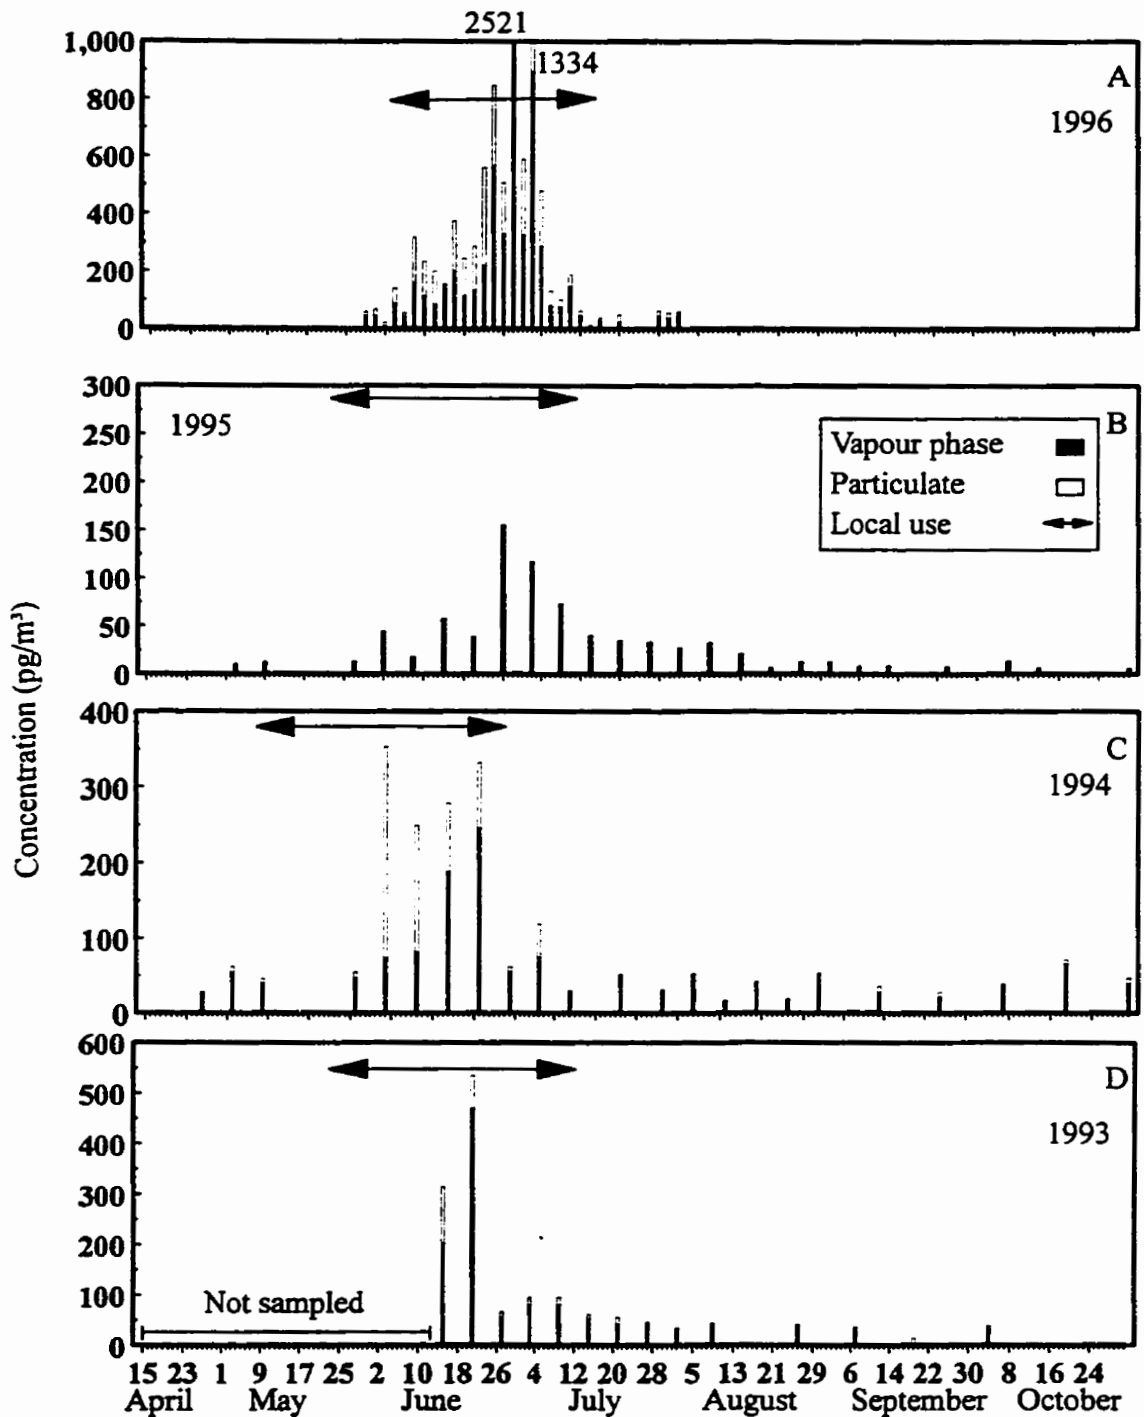 2521
1,000
1334
A
800
1996
600
400
200
0
300
1995
B
250
Vapour phase
200
Particulate
150
Local use
100
50
0
Concentration (pg/m³)
400
C
300
1994
200
100
0
600
D
500
1993
400
300
200
100
Not sampled
0
15 23 1 9 17 25 2 10 18 26 4 12 20 28 5 13 21 29 6 14 22 30 8 16 24
April May June July August September October